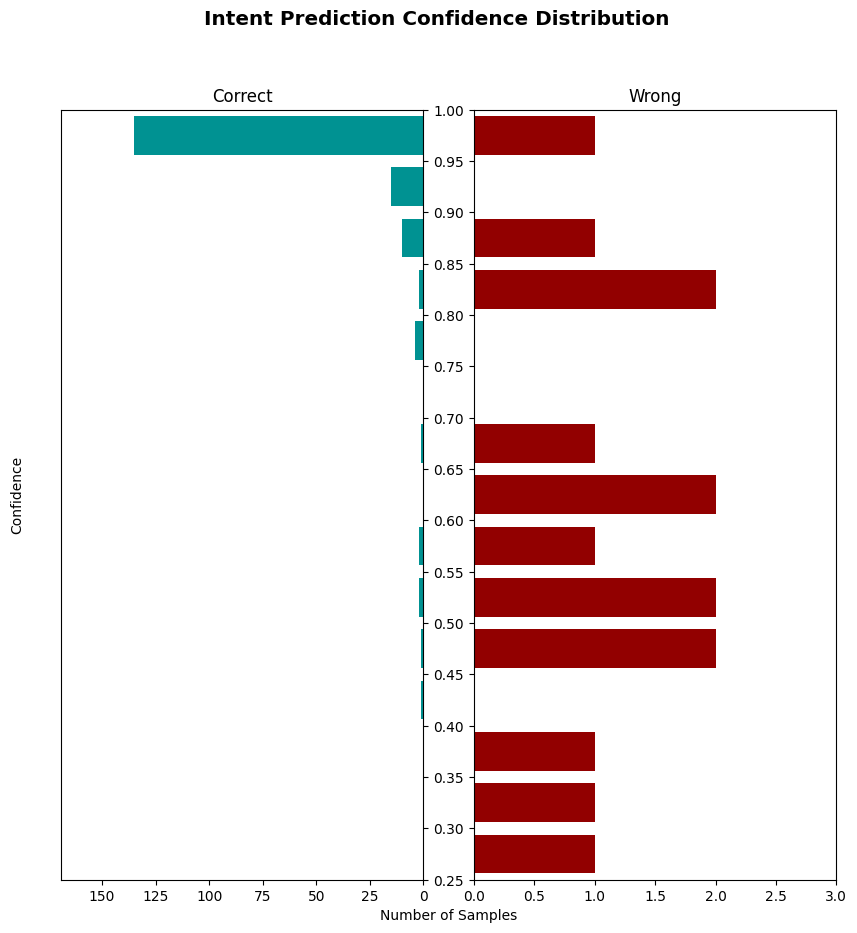 Intent Prediction Confidence Distribution
Correct
Wrong
1.00
0.95
0.90
0.85
0.80
0.75
0.70
0.65
0.60
0.55
0.50
0.45
0.40
0.35
0.30
0.25
Confidence
150 125 100 75 50 25 0
0.0 0.5 1.0 1.5 2.0 2.5 3.0
Number of Samples